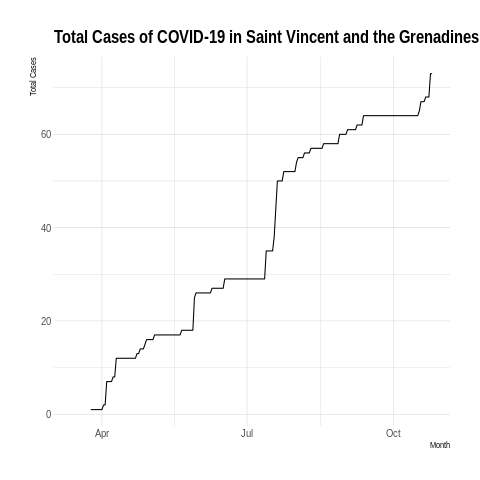 Total Cases of COVID-19 in Saint Vincent and the Grenadines
Total Cases
60
40
20
0
Apr Jul Oct
Month